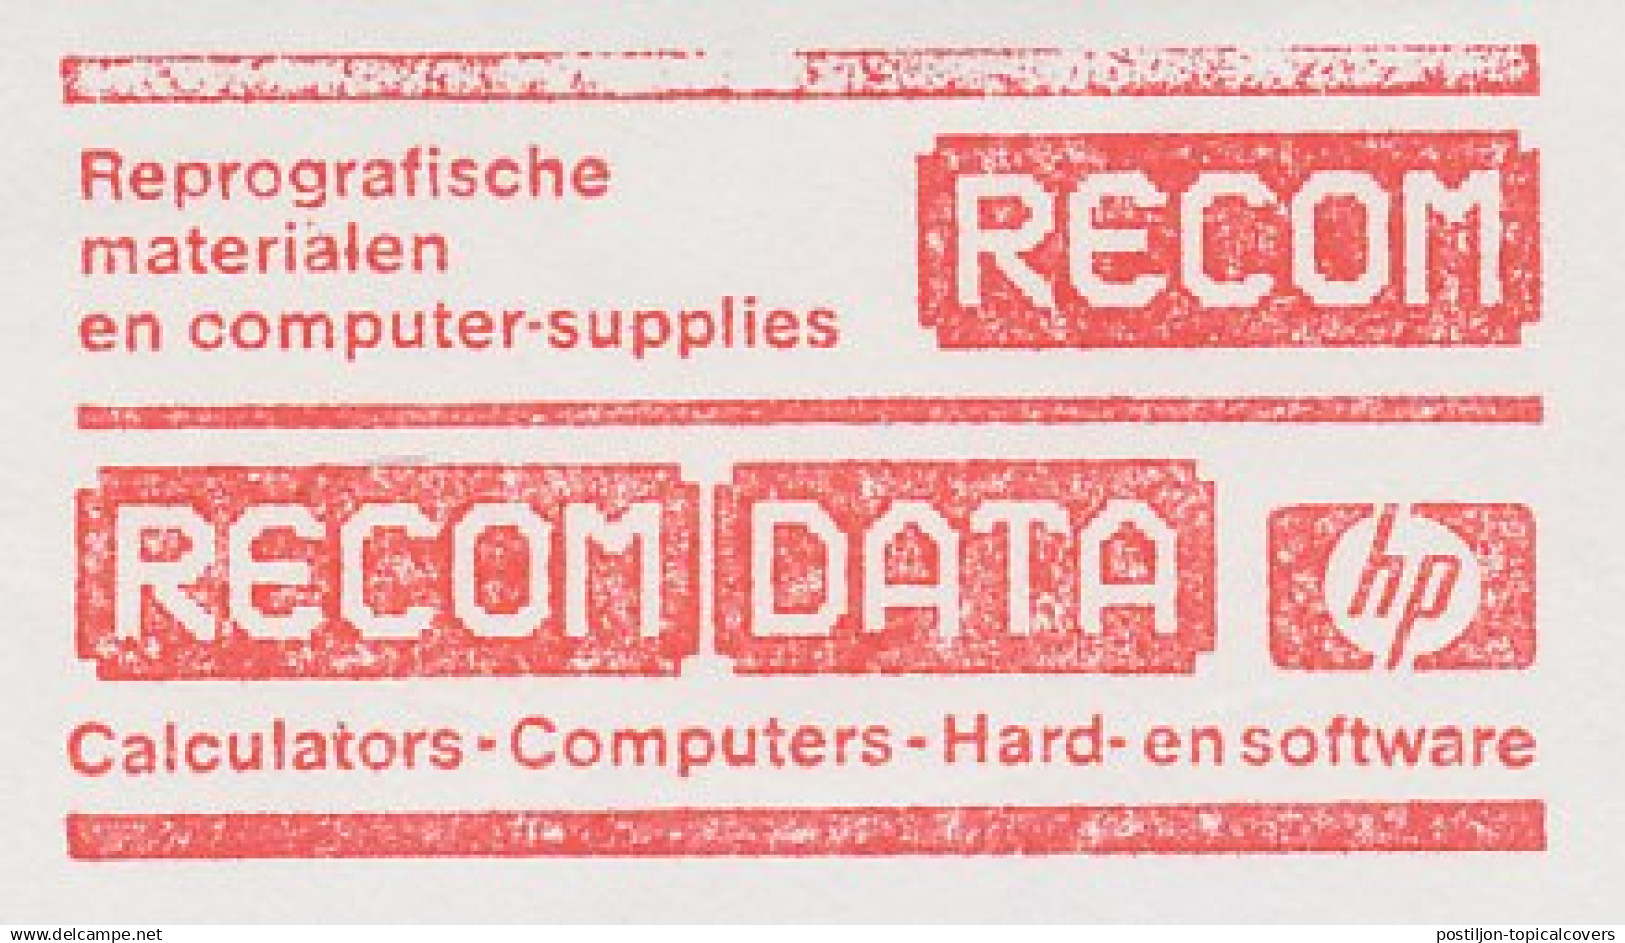 Reprografische
materialen
en computer-supplies
RECOM
RECOM DATA hp
Calculators - Computers - Hard- en software
www.delcampe.net
postiljon-topicalcovers